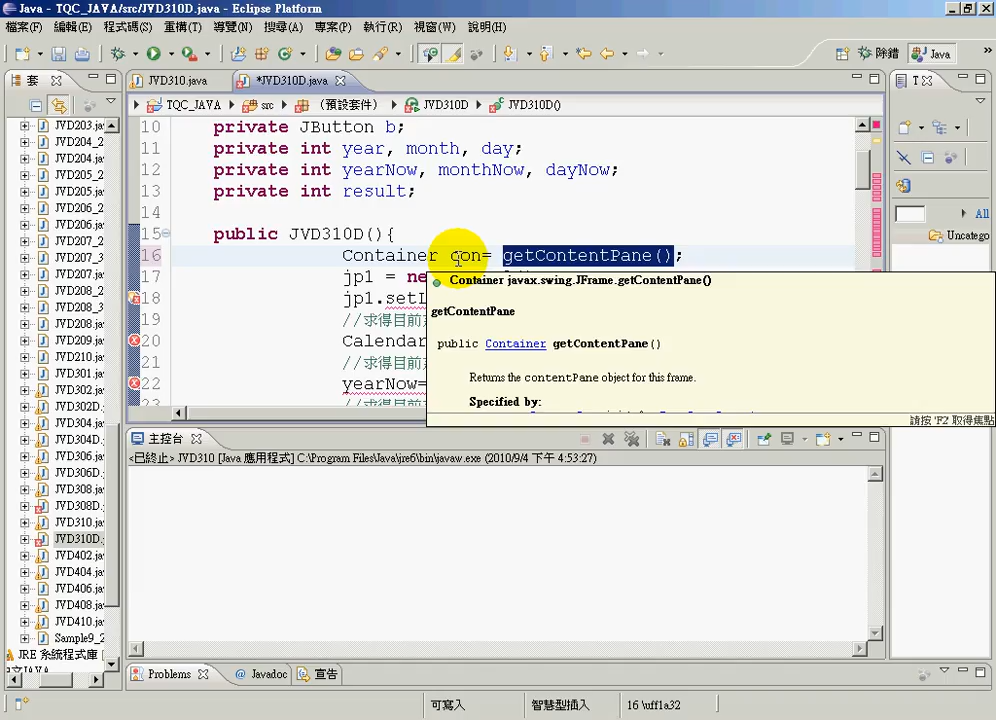 Java - TQC_JAVA/src/JVD310D.java - Eclipse Platform
檔案(F) 編輯(E) 程式碼(S) 重構(T) 導覽(N) 搜尋(A) 專案(P) 執行(R) 視窗(W) 說明(H)
除錯 Java
套 JVD310.java *JVD310D.java T
TQC_JAVA src (預設套件) JVD310D JVD310D()
10 private JButton b;
11 private int year, month, day;
12 private int yearNow, monthNow, dayNow;
13 private int result;
14
15 public JVD310D(){
16 Container con= getContentPane();
17 jp1 = ne
18 jp1.setL
19 //求得目前
20 Calendar
21 //求得目前
22 yearNow=
Container javax.swing.JFrame.getContentPane()
getContentPane
public Container getContentPane()
Returns the contentPane object for this frame.
Specified by:
請按 'F2' 取得焦點
JVD203.ja
JVD204_2
JVD204.ja
JVD205_2
JVD205.ja
JVD206_2
JVD206.ja
JVD207_2
JVD207.ja
JVD208_2
JVD208_3
JVD208.ja
JVD209.ja
JVD210.ja
JVD301.ja
JVD302.ja
JVD302D.
JVD304.ja
JVD304D.
JVD306.ja
JVD306D.
JVD308.ja
JVD308D.
JVD310.ja
JVD310D.
JVD402.ja
JVD404.ja
JVD406.ja
JVD408.ja
JVD410.ja
Sample9_2
JRE 系統程式庫
All
Uncatego
主控台
<已終止> JVD310 [Java 應用程式] C:\Program Files\Java\jre6\bin\javaw.exe (2010/9/4 下午 4:53:27)
Problems Javadoc 宣告
可寫入 智慧型插入 16 \uff1a32